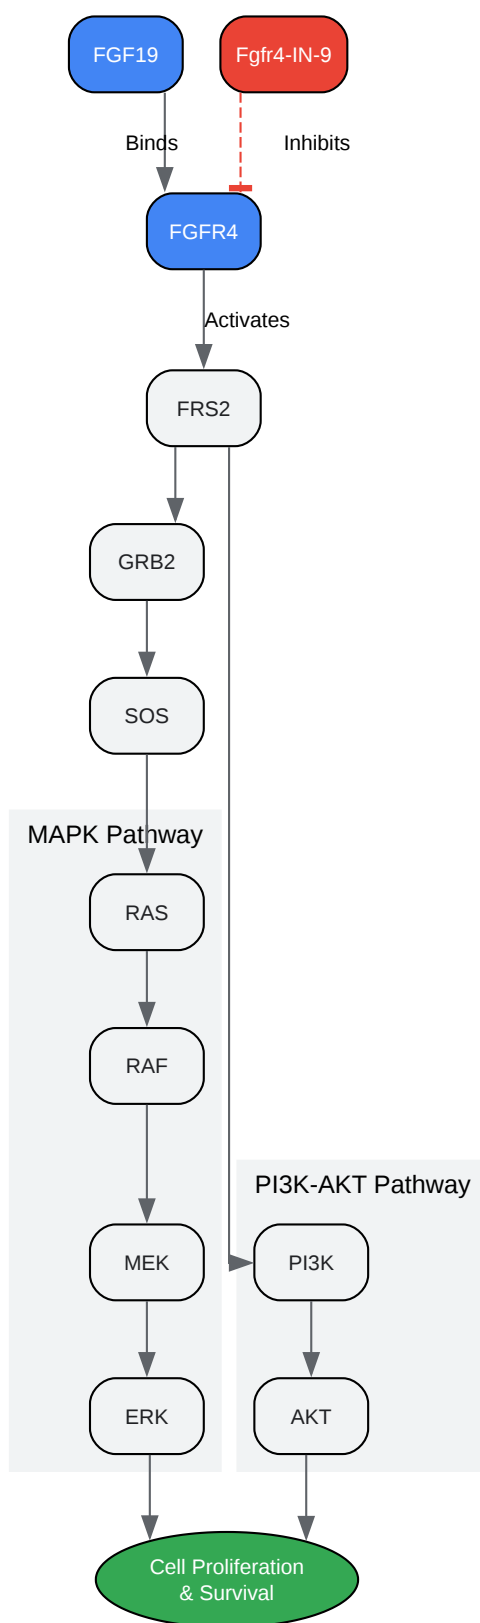 FGF19
Fgfr4-IN-9
Binds
Inhibits
FGFR4
Activates
FRS2
GRB2
SOS
MAPK Pathway
RAS
RAF
PI3K-AKT Pathway
MEK
PI3K
ERK
AKT
Cell Proliferation
& Survival